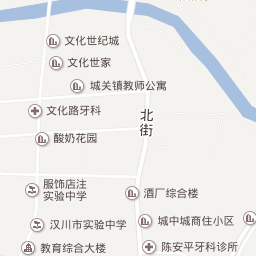 文化世纪城
文化世家
城关镇教师公寓
文化路牙科
北街
酸奶花园
服饰店注
实验中学
酒厂综合楼
汉川市实验中学
城中城商住小区
教育综合大楼
陈安平牙科诊所